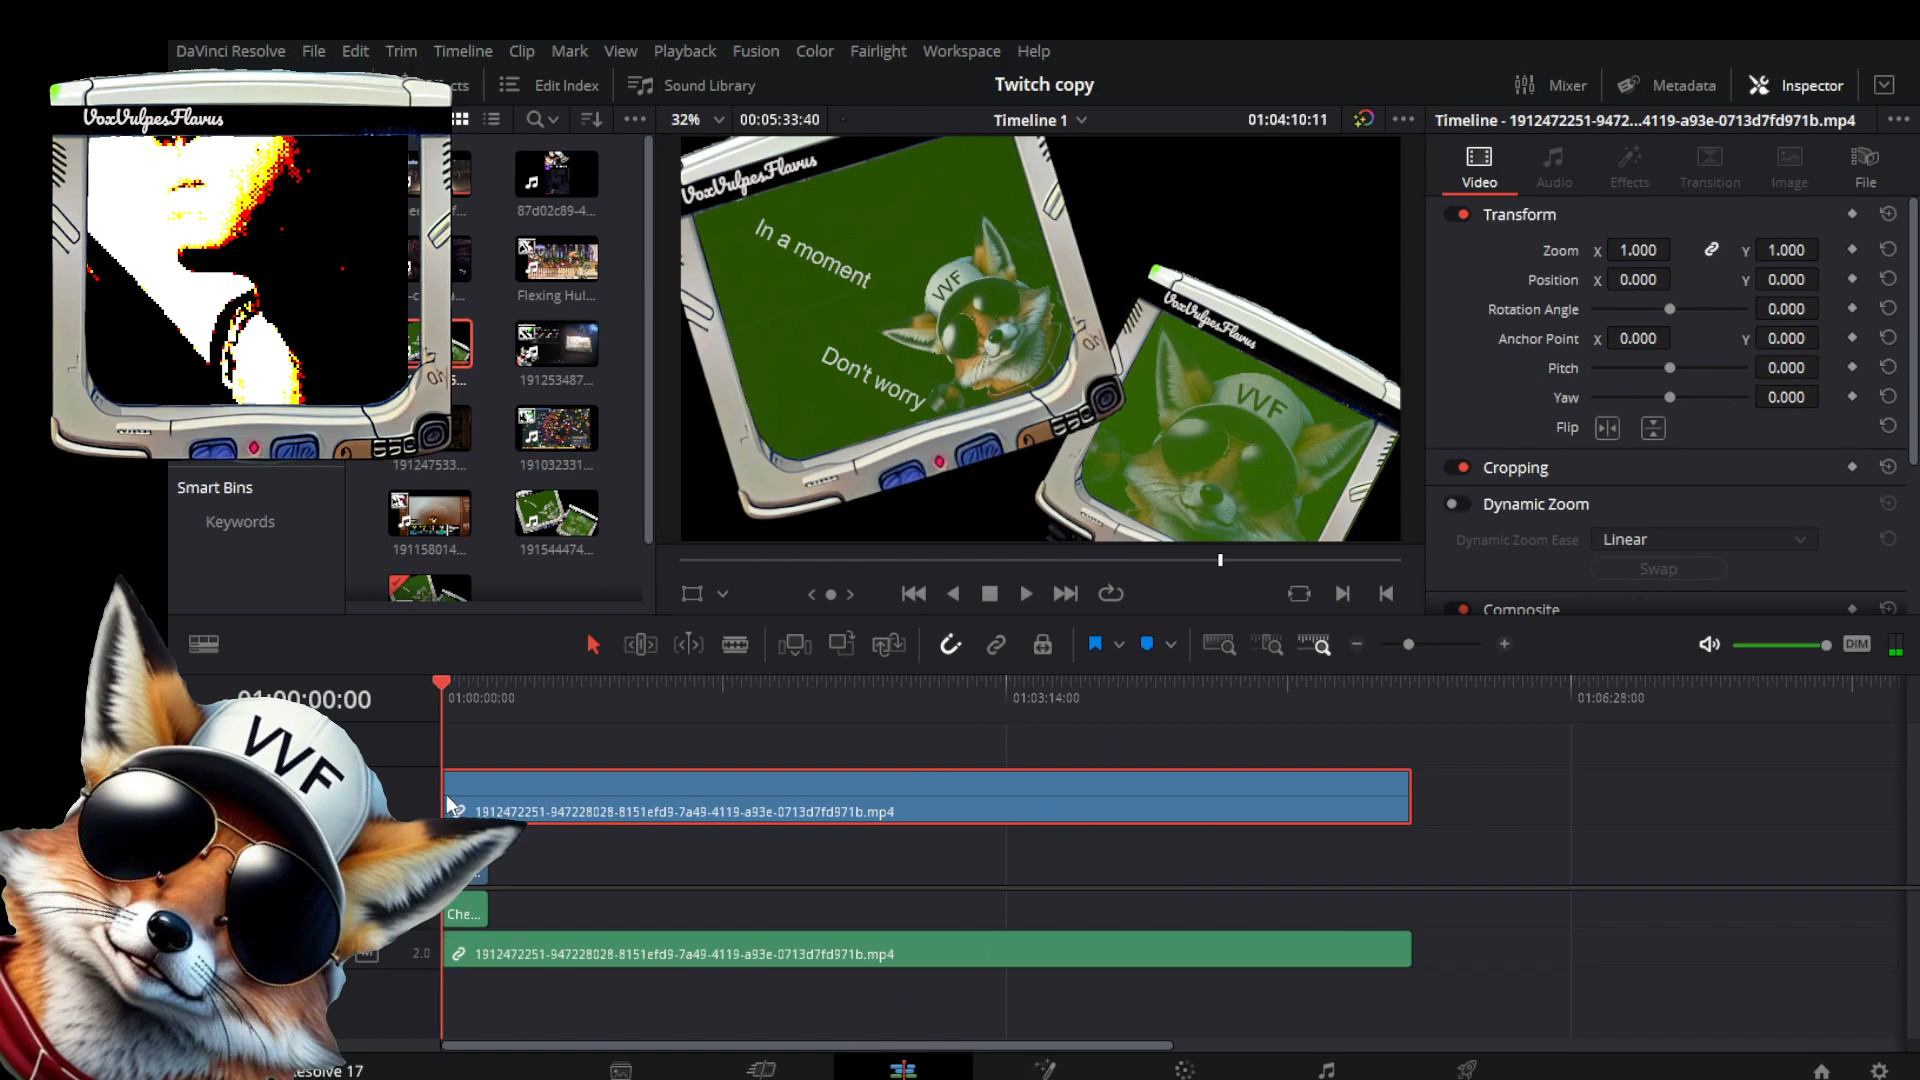 DaVinci Resolve File Edit Trim Timeline Clip Mark View Playback Fusion Color Fairlight Workspace Help
Edit Index Sound Library Twitch copy Mixer Metadata Inspector
VoxVulpesFlavus
32% 00:05:33:40 Timeline 1 01:04:10:11 Timeline - 1912472251-9472...4119-a93e-0713d7fd971b.mp4
Video Audio Effects Transition Image File
VoxVulpesFlavus
In a moment
VVF
Don't worry
VoxVulpesFlavus
VVF
87d02c89-4...
Flexing Hul...
191253487...
191247533...
191032331...
191158014...
191544474...
Smart Bins
Keywords
Transform
Zoom X 1.000 Y 1.000
Position X 0.000 Y 0.000
Rotation Angle 0.000
Anchor Point X 0.000 Y 0.000
Pitch 0.000
Yaw 0.000
Flip
Cropping
Dynamic Zoom
Dynamic Zoom Ease Linear
Swap
Composite
DIM
01:00:00:00 01:00:00:00 01:03:14:00 01:06:28:00
VVF
1912472251-947228028-8151efd9-7a49-4119-a93e-0713d7fd971b.mp4
Che...
2.0 1912472251-947228028-8151efd9-7a49-4119-a93e-0713d7fd971b.mp4
esolve 17